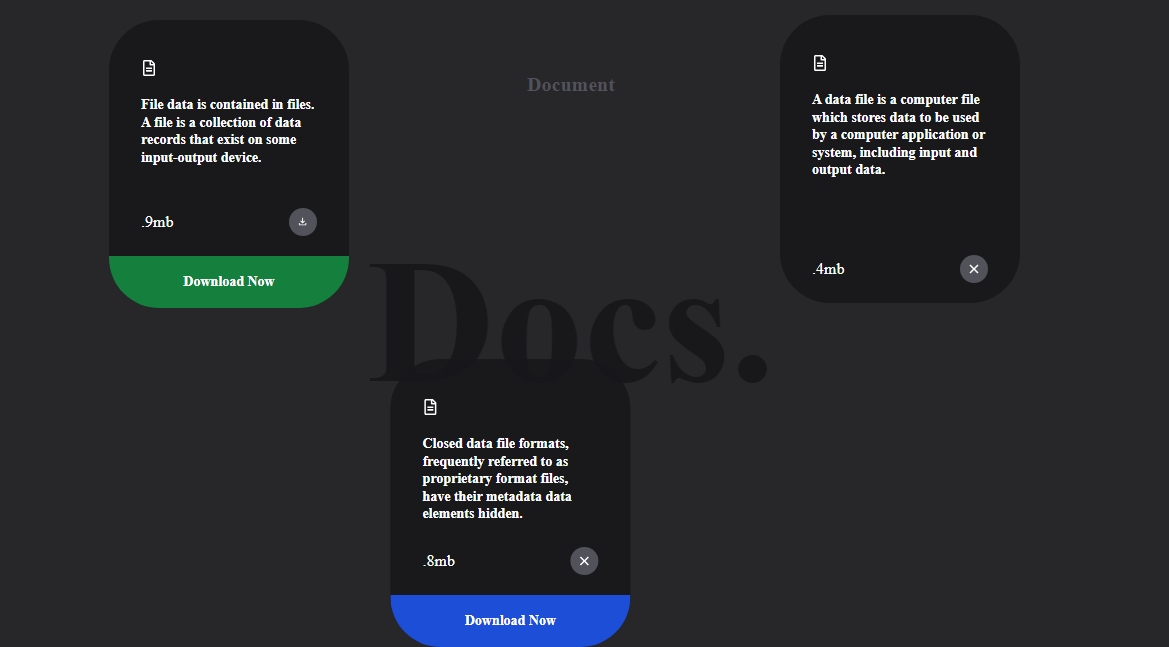 File data is contained in files.
A file is a collection of data
records that exist on some
input-output device.
.9mb
Download Now
Document
Docs.
A data file is a computer file
which stores data to be used
by a computer application or
system, including input and
output data.
.4mb
Closed data file formats,
frequently referred to as
proprietary format files,
have their metadata data
elements hidden.
.8mb
Download Now